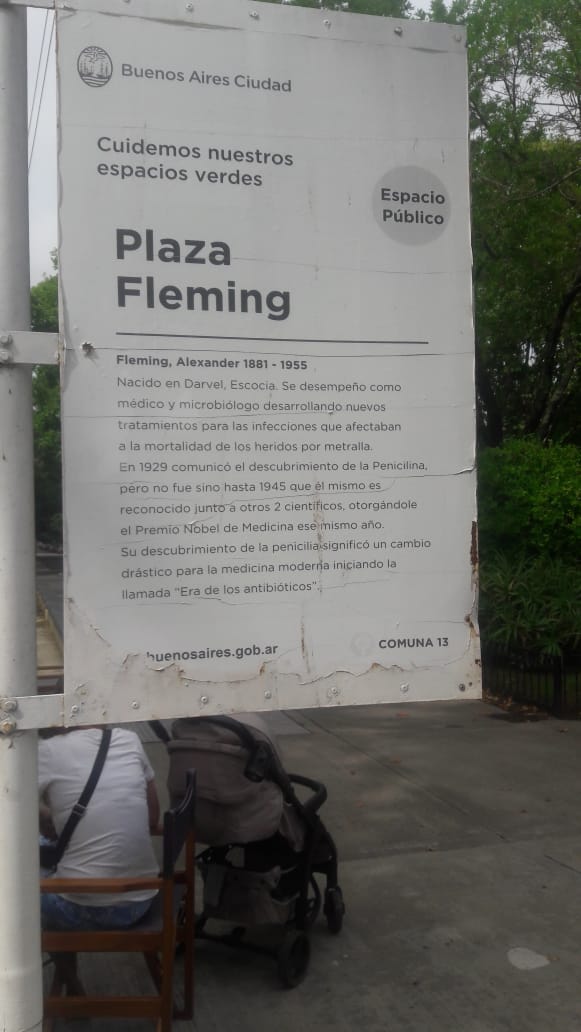 Buenos Aires Ciudad
Cuidemos nuestros
espacios verdes
Espacio
Público
Plaza
Fleming
Fleming, Alexander 1881 - 1955
Nacido en Darvel, Escocia. Se desempeño como
médico y microbiólogo desarrollando nuevos
tratamientos para las infecciones que afectaban
a la mortalidad de los heridos por metralla.
En 1929 comunicó el descubrimiento de la Penicilina,
pero no fue sino hasta 1945 que él mismo es
reconocido junto a otros 2 científicos, otorgándole
el Premio Nobel de Medicina ese mismo año.
Su descubrimiento de la penicilia significó un cambio
drástico para la medicina moderna iniciando la
llamada "Era de los antibióticos".
buenosaires.gob.ar
COMUNA 13